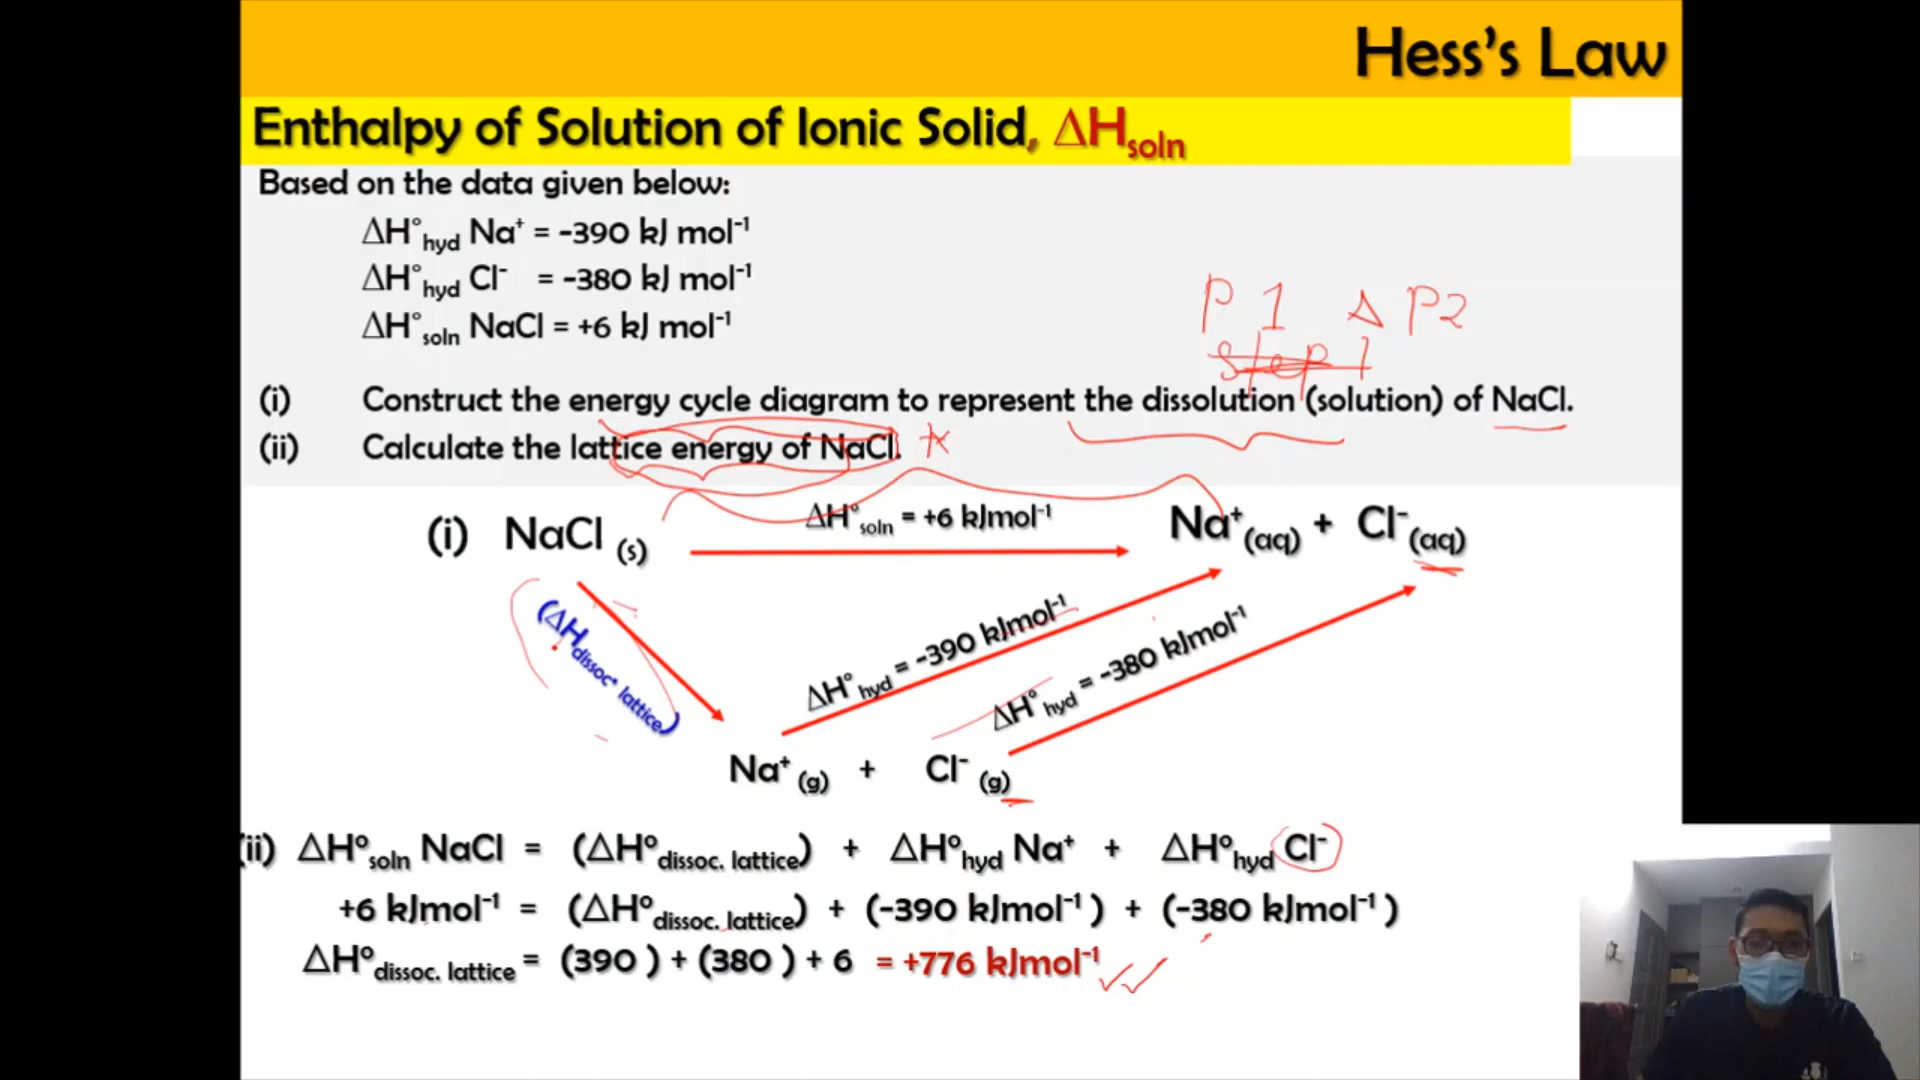 Hess's Law
Enthalpy of Solution of Ionic Solid, ΔHsoln
Based on the data given below:
ΔH°hyd Na⁺ = -390 kJ mol⁻¹
ΔH°hyd Cl⁻ = -380 kJ mol⁻¹
ΔH°soln NaCl = +6 kJ mol⁻¹
P 1 Δ P2
step 1
(i) Construct the energy cycle diagram to represent the dissolution (solution) of NaCl.
(ii) Calculate the lattice energy of NaCl.
(i) NaCl (s) ΔH°soln = +6 kJmol⁻¹ Na⁺(aq) + Cl⁻(aq)
(ΔHdissoc. lattice)
ΔH°hyd = -390 kJmol⁻¹
ΔH°hyd = -380 kJmol⁻¹
Na⁺ (g) + Cl⁻ (g)
(ii) ΔH°soln NaCl = (ΔH°dissoc. lattice) + ΔH°hyd Na⁺ + ΔH°hyd Cl⁻
+6 kJmol⁻¹ = (ΔH°dissoc. lattice) + (-390 kJmol⁻¹ ) + (-380 kJmol⁻¹ )
ΔH°dissoc. lattice = (390 ) + (380 ) + 6 = +776 kJmol⁻¹